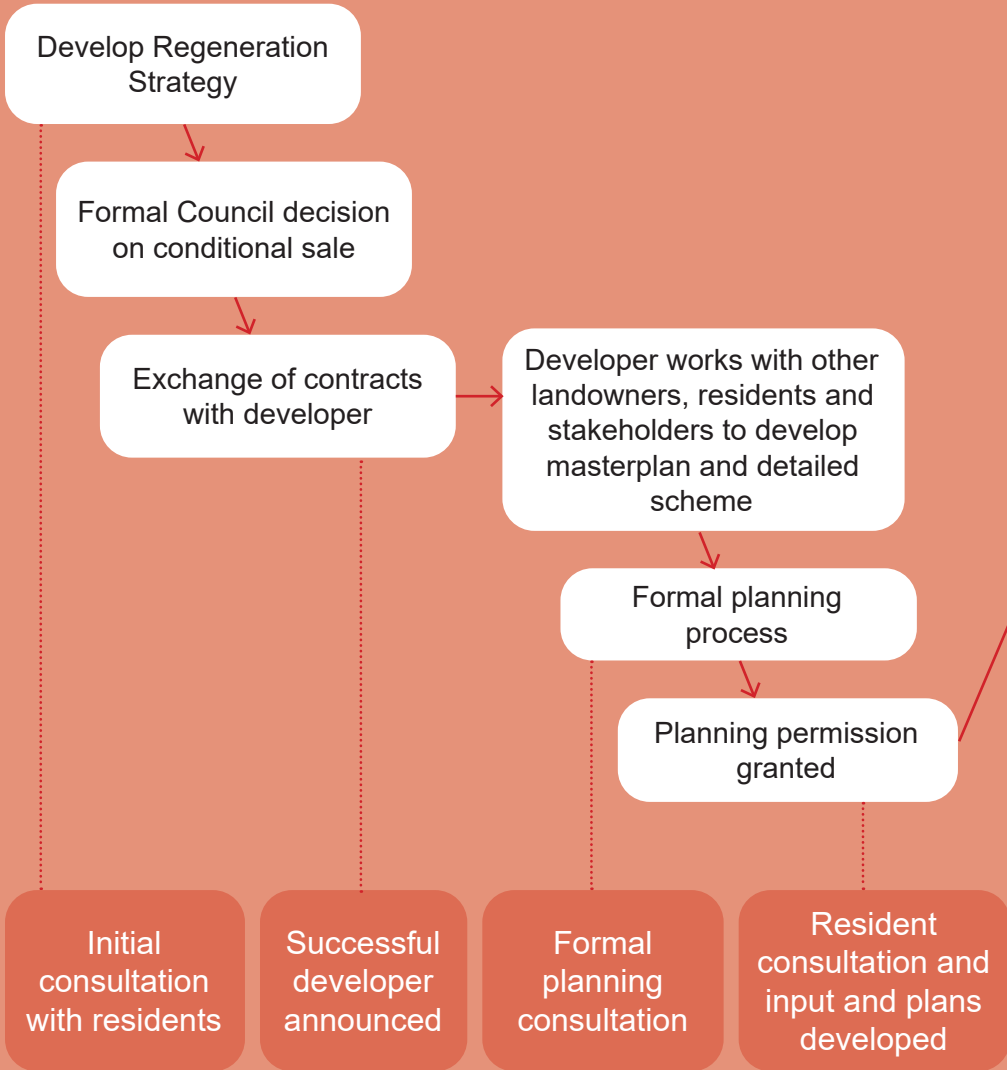 Develop Regeneration
Strategy
Formal Council decision
on conditional sale
Exchange of contracts
with developer
Developer works with other
landowners, residents and
stakeholders to develop
masterplan and detailed
scheme
Formal planning
process
Planning permission
granted
Initial
consultation
with residents
Successful
developer
announced
Formal
planning
consultation
Resident
consultation and
input and plans
developed